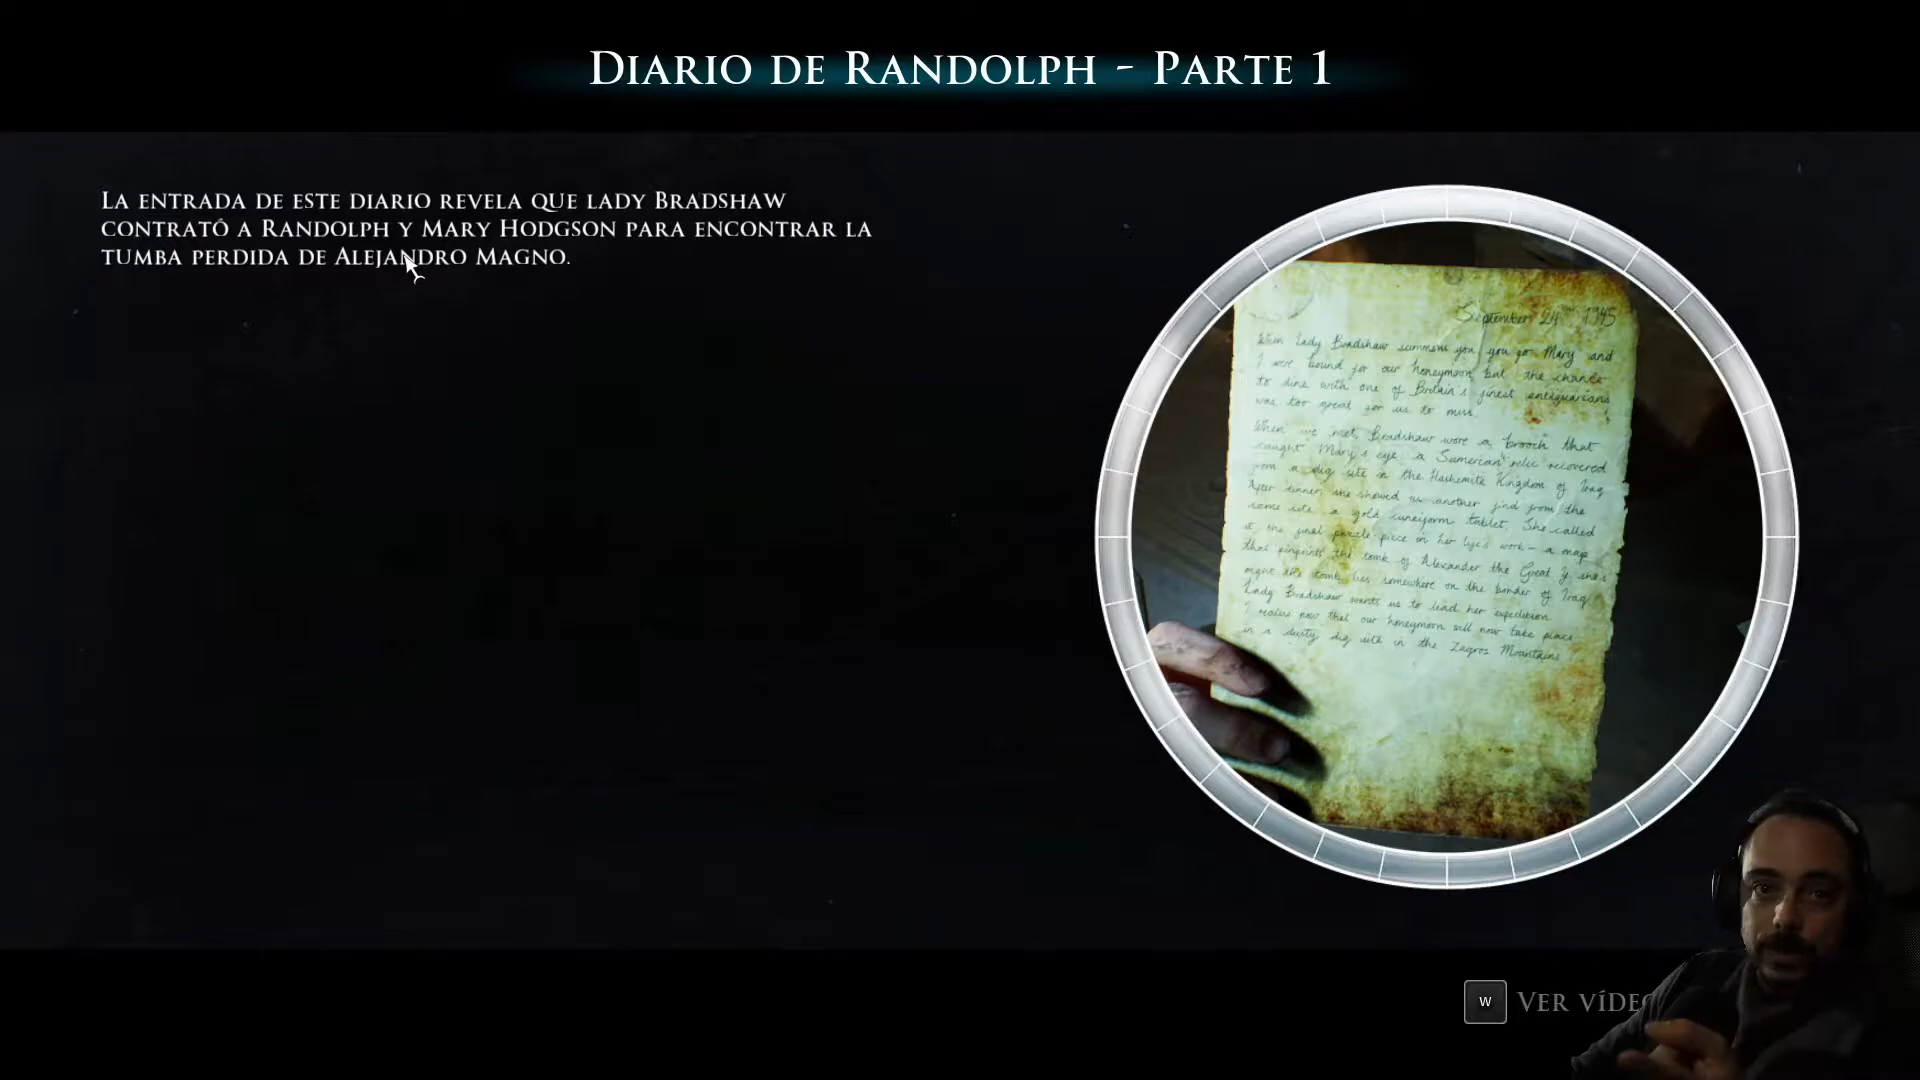 Diario de Randolph - Parte 1
La entrada de este diario revela que lady Bradshaw
contrató a Randolph y Mary Hodgson para encontrar la
tumba perdida de Alejandro Magno.
September 24th 1945
When Lady Bradshaw summons you, you go. Mary and
I were bound for our honeymoon, but the chance
to dine with one of Britain's finest antiquarians
was too great for us to miss.
When we met, Bradshaw wore a brooch that
caught Mary's eye, a Sumerian relic recovered
from a dig site in the Hashemite Kingdom of Iraq
After dinner, she showed us another find from the
same site, a gold cuneiform tablet. She called
it the final puzzle piece in her life's work - a map
that pinpoints the tomb of Alexander the Great. If she's
right the tomb lies somewhere on the border of Iraq
Lady Bradshaw wants us to lead her expedition.
I realise now that our honeymoon will now take place
in a dusty dig site in the Zagros Mountains
W Ver vídeo